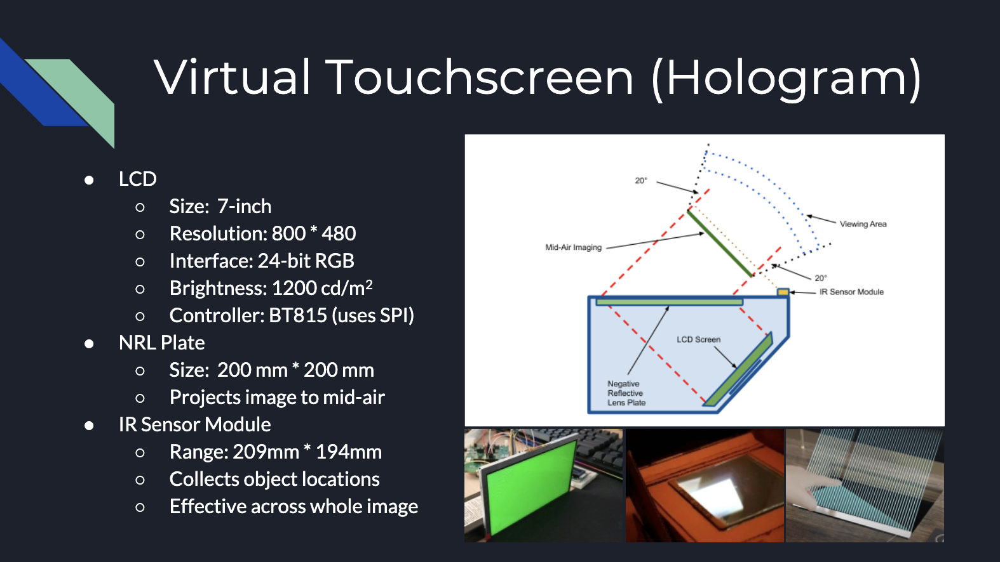 Virtual Touchscreen (Hologram)
● LCD
○ Size: 7-inch
○ Resolution: 800 * 480
○ Interface: 24-bit RGB
○ Brightness: 1200 cd/m²
○ Controller: BT815 (uses SPI)
● NRL Plate
○ Size: 200 mm * 200 mm
○ Projects image to mid-air
● IR Sensor Module
○ Range: 209mm * 194mm
○ Collects object locations
○ Effective across whole image
20°
Viewing Area
Mid-Air Imaging
20°
IR Sensor Module
LCD Screen
Negative
Reflective
Lens Plate